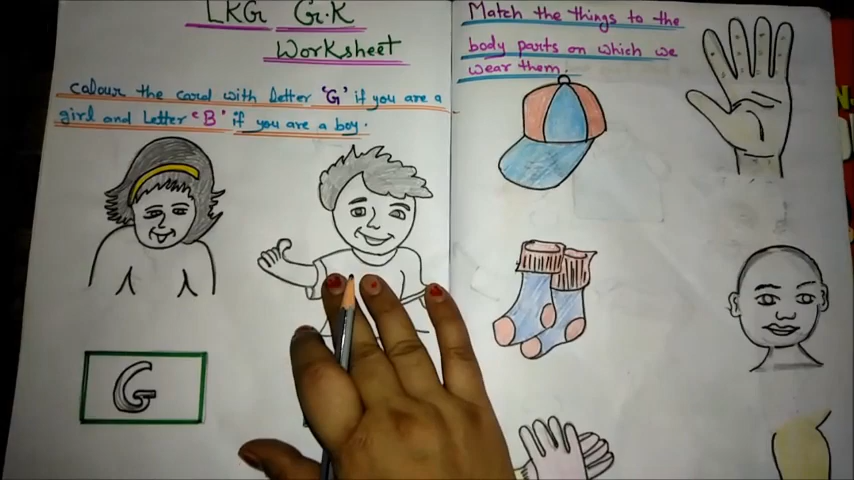 LKG G.K
Worksheet
colour the card with letter 'G' if you are a
girl and letter 'B' if you are a boy.
G
Match the things to the
body parts on which we
wear them.